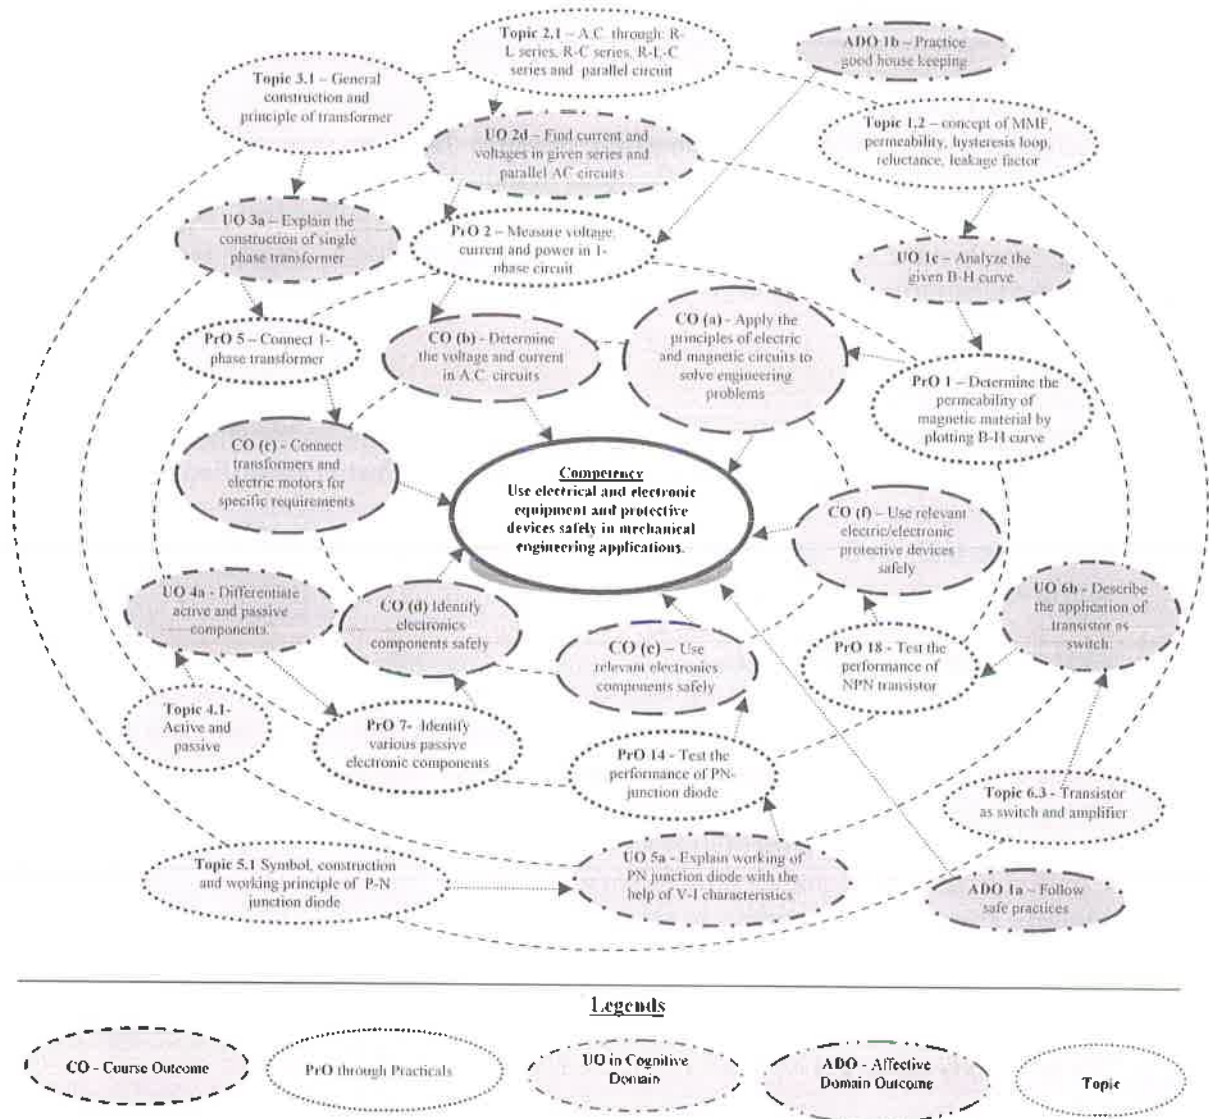 Topic 2.1 – A.C. through: R-
L series, R-C series, R-L-C
series and parallel circuit
ADO 1b – Practice
good house keeping
Topic 3.1 – General
construction and
principle of transformer
Topic 1.2 – concept of MMF,
permeability, hysteresis loop,
reluctance, leakage factor
UO 2d – Find current and
voltages in given series and
parallel AC circuits
UO 3a – Explain the
construction of single
phase transformer
PrO 2 – Measure voltage,
current and power in 1-
phase circuit
UO 1c – Analyze the
given B-H curve
PrO 5 – Connect 1-
phase transformer
CO (b) - Determine
the voltage and current
in A.C. circuits
CO (a) - Apply the
principles of electric
and magnetic circuits to
solve engineering
problems
PrO 1 – Determine the
permeability of
magnetic material by
plotting B-H curve
CO (c) - Connect
transformers and
electric motors for
specific requirements
Competency
Use electrical and electronic
equipment and protective
devices safely in mechanical
engineering applications.
CO (f) – Use relevant
electric/electronic
protective devices
safely
UO 4a - Differentiate
active and passive
components.
CO (d) Identify
electronics
components safely
CO (e) – Use
relevant electronics
components safely
PrO 18 - Test the
performance of
NPN transistor
UO 6b - Describe
the application of
transistor as
switch.
Topic 4.1-
Active and
passive
PrO 7- Identify
various passive
electronic components
PrO 14 - Test the
performance of PN-
junction diode
Topic 6.3 - Transistor
as switch and amplifier
Topic 5.1 Symbol, construction
and working principle of P-N
junction diode
UO 5a - Explain working of
PN junction diode with the
help of V-I characteristics
ADO 1a – Follow
safe practices
Legends
CO - Course Outcome
PrO through Practicals
UO in Cognitive
Domain
ADO - Affective
Domain Outcome
Topic